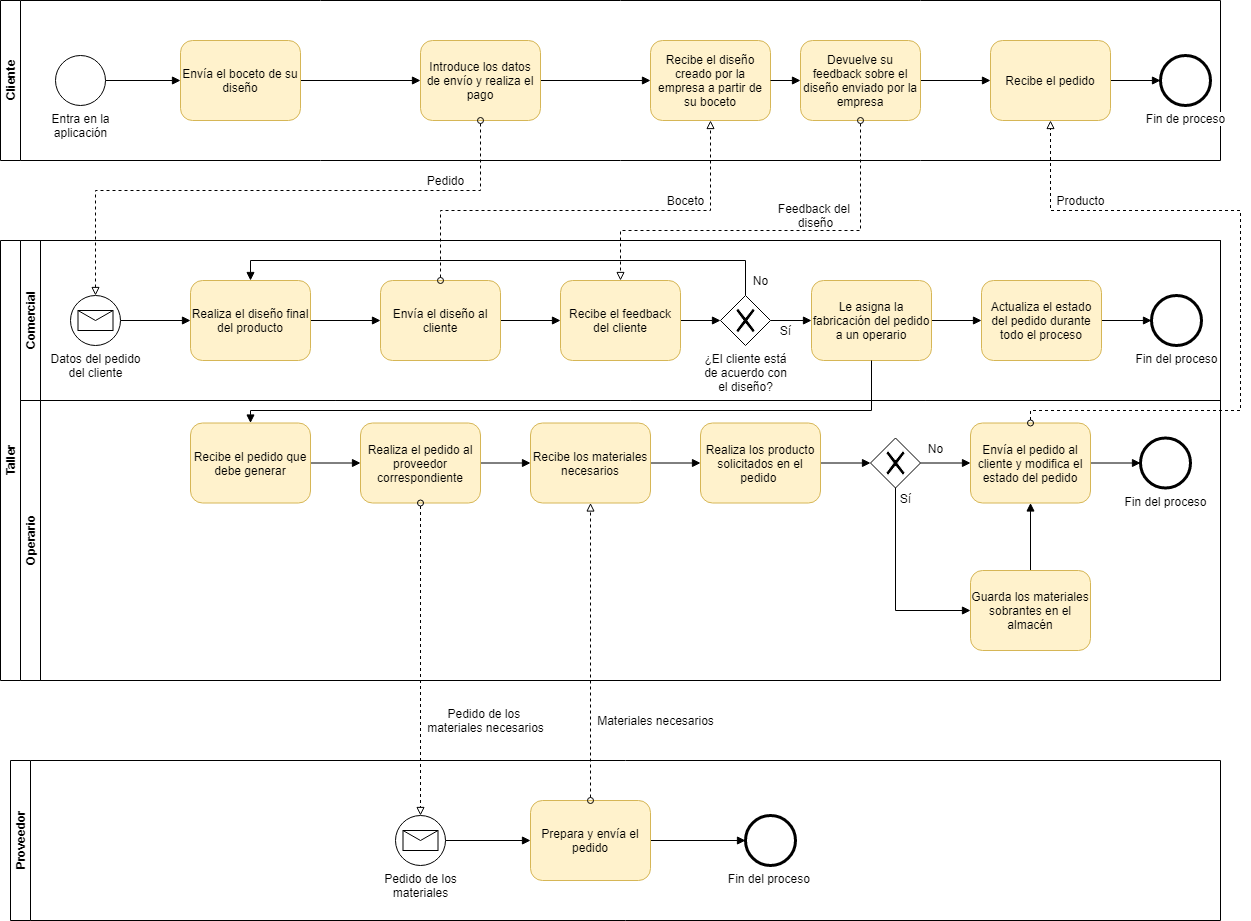 Cliente
Entra en la
aplicación
Envía el boceto de su
diseño
Introduce los datos
de envío y realiza el
pago
Recibe el diseño
creado por la
empresa a partir de
su boceto
Devuelve su
feedback sobre el
diseño enviado por la
empresa
Recibe el pedido
Fin de proceso
Pedido
Boceto
Feedback del
diseño
Producto
Taller
Comercial
Datos del pedido
del cliente
Realiza el diseño final
del producto
Envía el diseño al
cliente
Recibe el feedback
del cliente
No
Sí
¿El cliente está
de acuerdo con
el diseño?
Le asigna la
fabricación del pedido
a un operario
Actualiza el estado
del pedido durante
todo el proceso
Fin del proceso
Operario
Recibe el pedido que
debe generar
Realiza el pedido al
proveedor
correspondiente
Recibe los materiales
necesarios
Realiza los producto
solicitados en el
pedido
No
Sí
Envía el pedido al
cliente y modifica el
estado del pedido
Fin del proceso
Guarda los materiales
sobrantes en el
almacén
Pedido de los
materiales necesarios
Materiales necesarios
Proveedor
Pedido de los
materiales
Prepara y envía el
pedido
Fin del proceso